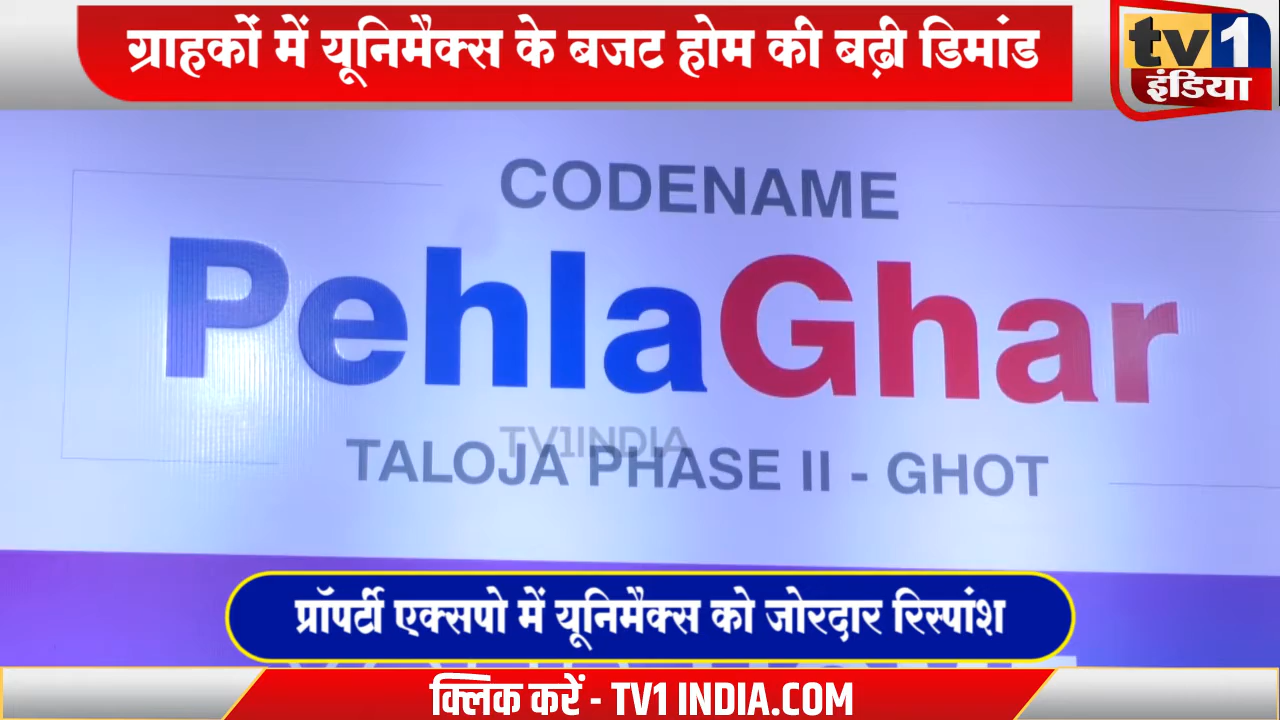 ग्राहकों में यूनिमैक्स के बजट होम की बढ़ी डिमांड
tv1
इंडिया
CODENAME
PehlaGhar
TV1INDIA
TALOJA PHASE II - GHOT
प्रॉपर्टी एक्सपो में यूनिमैक्स को जोरदार रिस्पांश
क्लिक करें - TV1 INDIA.COM